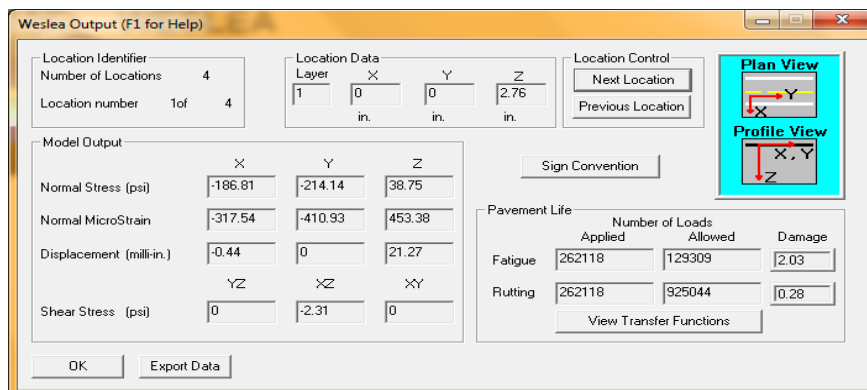 Weslea Output (F1 for Help)
Location Identifier
Number of Locations 4
Location number 1of 4
Location Data
Layer X Y Z
1 0 0 2.76
in. in. in.
Location Control
Next Location
Previous Location
Plan View
Y
X
Profile View
X, Y
Z
Model Output
X Y Z
Normal Stress (psi) -186.81 -214.14 38.75
Normal MicroStrain -317.54 -410.93 453.38
Displacement (milli-in.) -0.44 0 21.27
YZ XZ XY
Shear Stress (psi) 0 -2.31 0
Sign Convention
Pavement Life
Number of Loads
Applied Allowed Damage
Fatigue 262118 129309 2.03
Rutting 262118 925044 0.28
View Transfer Functions
OK
Export Data